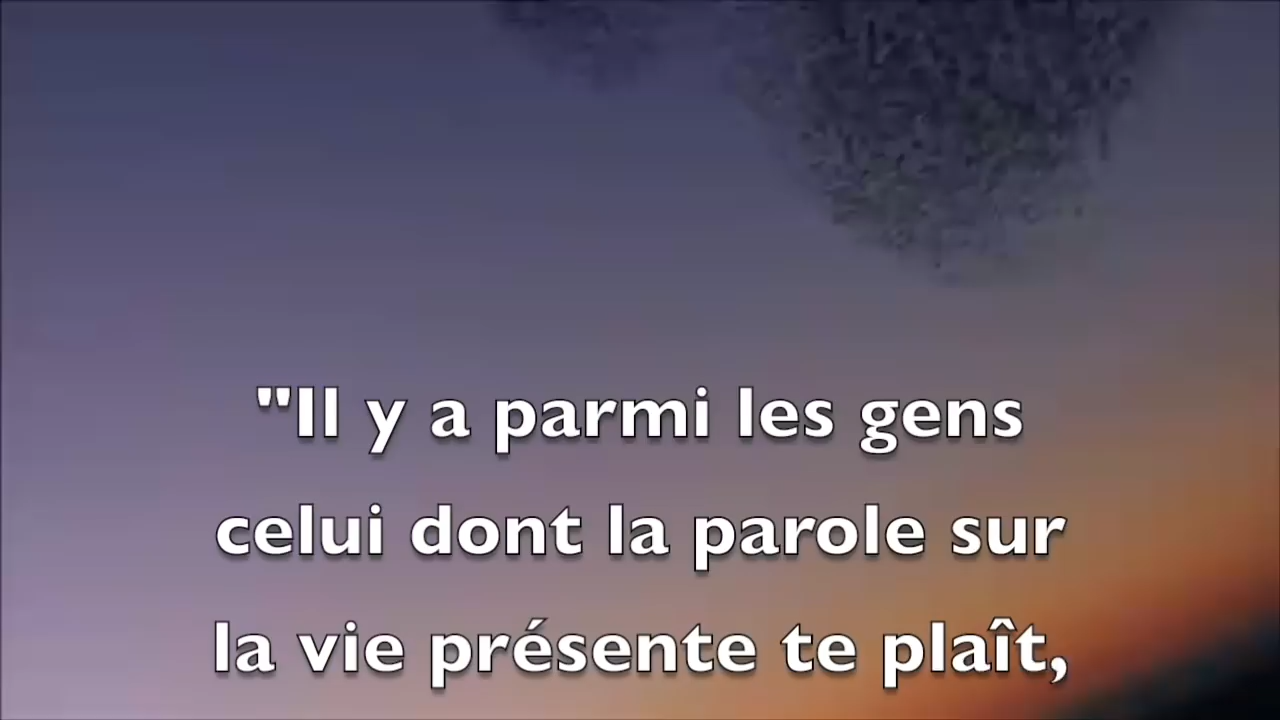 "Il y a parmi les gens
celui dont la parole sur
la vie présente te plaît,